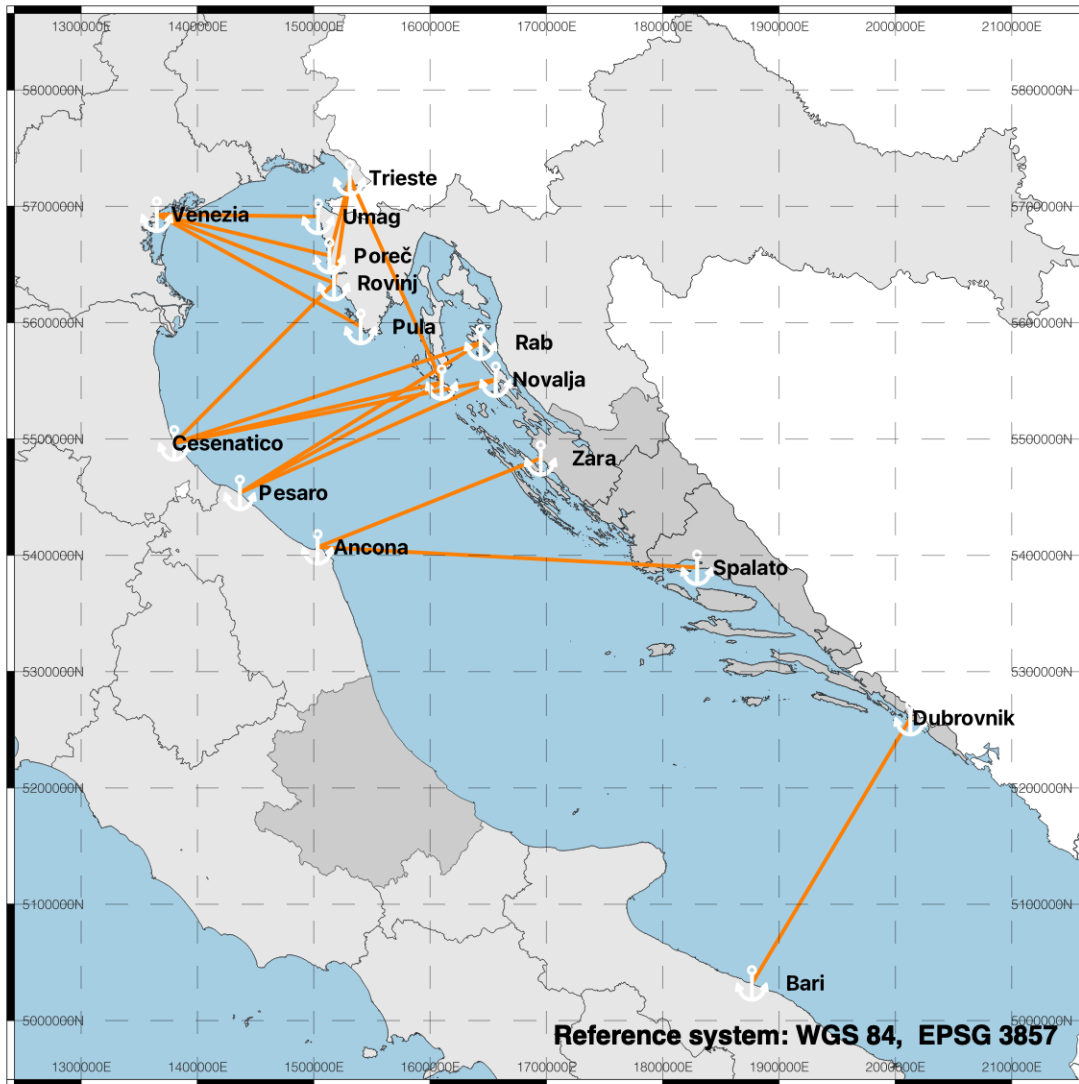 1300000E 1400000E 1500000E 1600000E 1700000E 1800000E 1900000E 2000000E 2100000E
5800000N 5800000N
Trieste
5700000N Venezia Umag 5700000N
Poreč
Rovinj
5600000N Pula 5600000N
Rab
Novalja
5500000N Cesenatico 5500000N
Zara
Pesaro
Ancona
5400000N 5400000N
Spalato
5300000N 5300000N
Dubrovnik
5200000N 5200000N
5100000N 5100000N
Bari
5000000N 5000000N
Reference system: WGS 84, EPSG 3857
1300000E 1400000E 1500000E 1600000E 1700000E 1800000E 1900000E 2000000E 2100000E